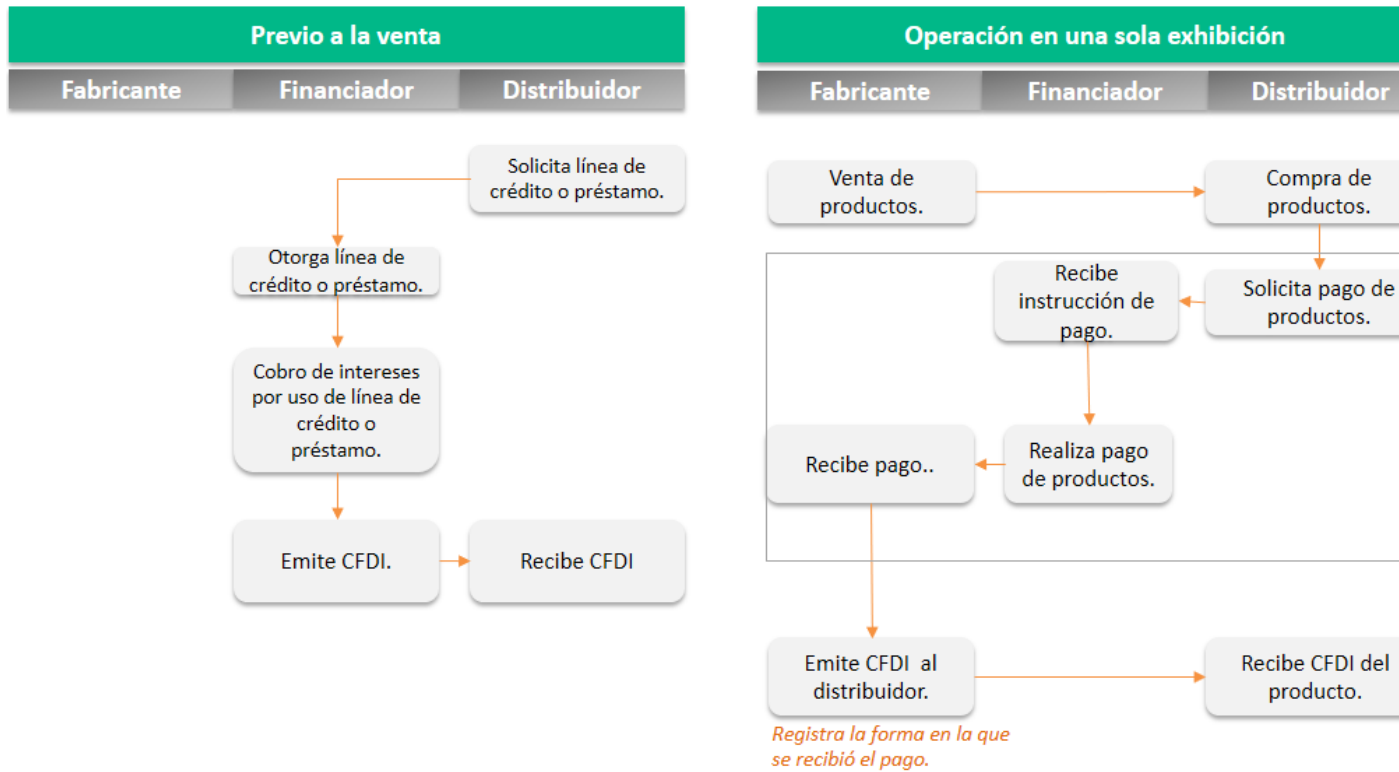 Previo a la venta
Fabricante Financiador Distribuidor
Solicita línea de
crédito o préstamo.
Otorga línea de
crédito o préstamo.
Cobro de intereses
por uso de línea de
crédito o
préstamo.
Emite CFDI.
Recibe CFDI
Operación en una sola exhibición
Fabricante Financiador Distribuidor
Venta de
productos.
Compra de
productos.
Solicita pago de
productos.
Recibe
instrucción de
pago.
Realiza pago
de productos.
Recibe pago..
Emite CFDI al
distribuidor.
Recibe CFDI del
producto.
Registra la forma en la que
se recibió el pago.